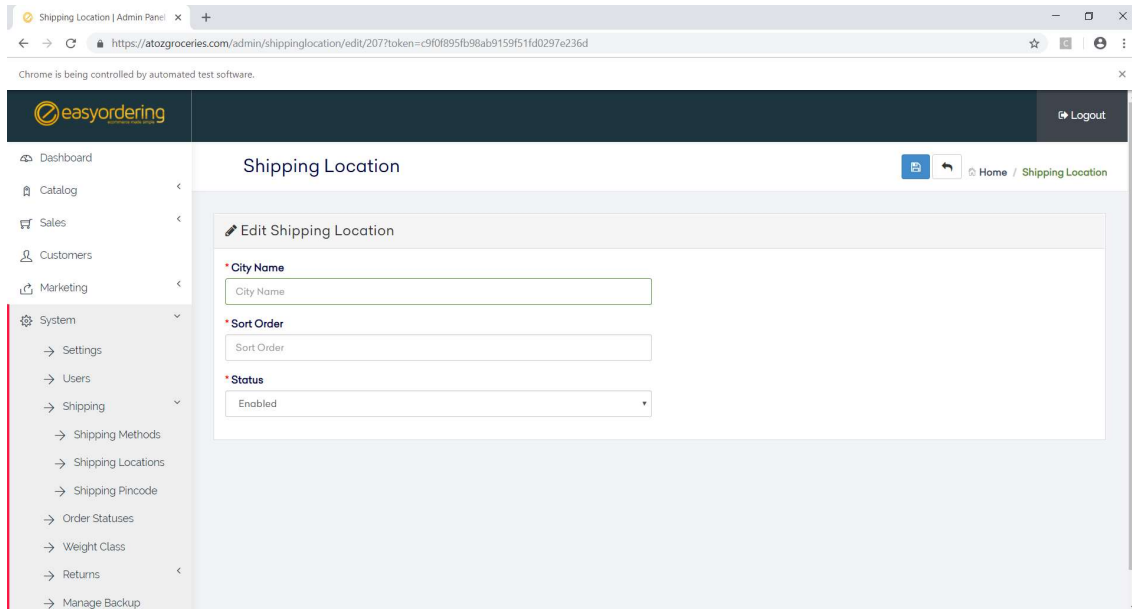 Shipping Location | Admin Panel
https://atozgroceries.com/admin/shippinglocation/edit/207?token=c9f0f895fb98ab9159f51fd0297e236d
Chrome is being controlled by automated test software.
easyordering
Logout
Dashboard
Shipping Location
Home / Shipping Location
Catalog
Sales
Edit Shipping Location
Customers
* City Name
Marketing
City Name
System
* Sort Order
Settings
Sort Order
Users
* Status
Shipping
Enabled
Shipping Methods
Shipping Locations
Shipping Pincode
Order Statuses
Weight Class
Returns
Manage Backup